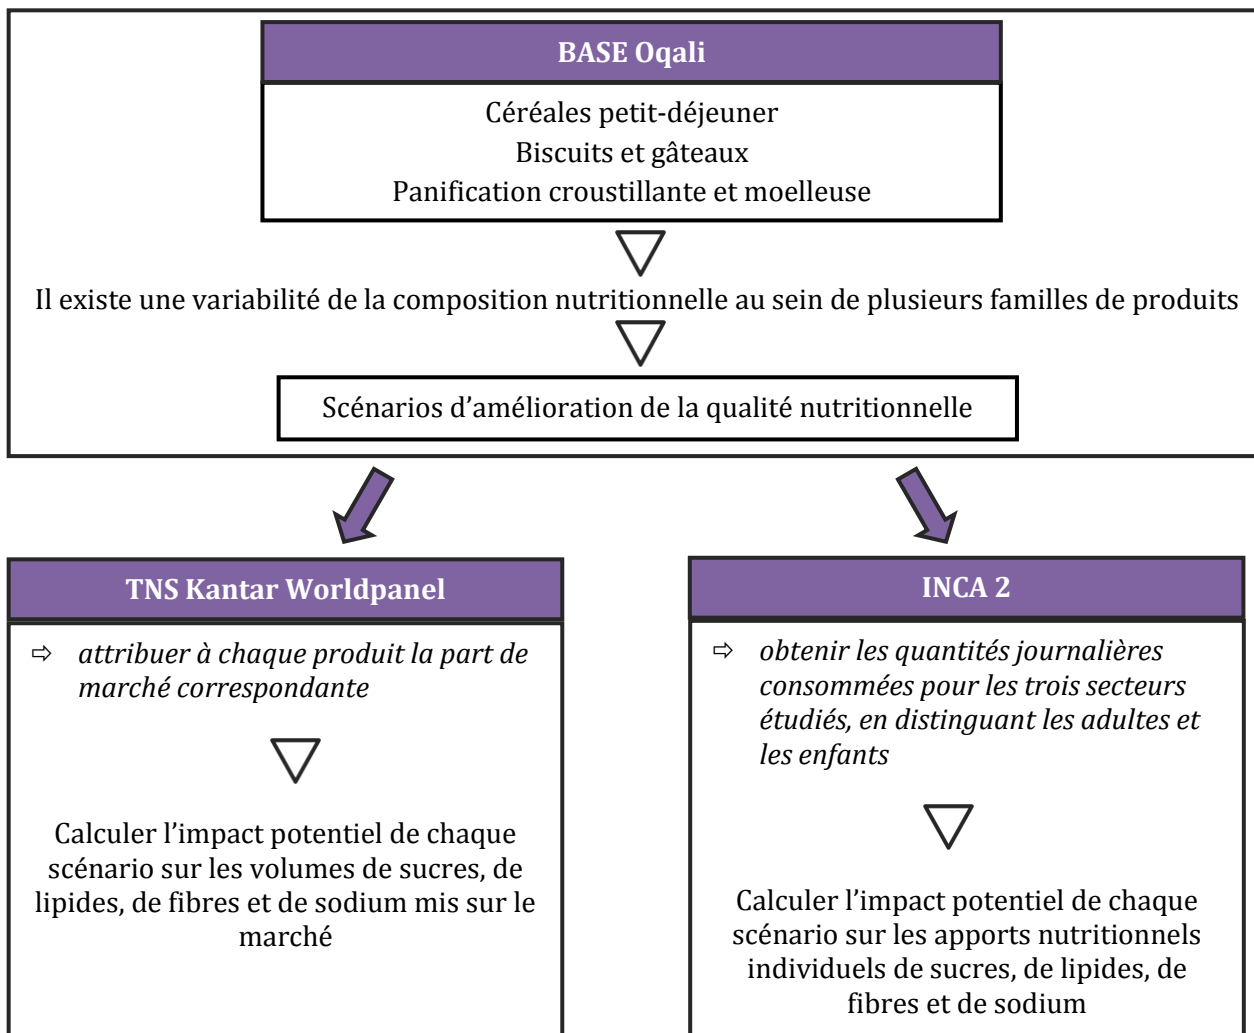 BASE Oqali
Céréales petit-déjeuner
Biscuits et gâteaux
Panification croustillante et moelleuse
Il existe une variabilité de la composition nutritionnelle au sein de plusieurs familles de produits
Scénarios d'amélioration de la qualité nutritionnelle
TNS Kantar Worldpanel
⇨ attribuer à chaque produit la part de
marché correspondante
Calculer l'impact potentiel de chaque
scénario sur les volumes de sucres, de
lipides, de fibres et de sodium mis sur le
marché
INCA 2
⇨ obtenir les quantités journalières
consommées pour les trois secteurs
étudiés, en distinguant les adultes et
les enfants
Calculer l'impact potentiel de chaque
scénario sur les apports nutritionnels
individuels de sucres, de lipides, de
fibres et de sodium